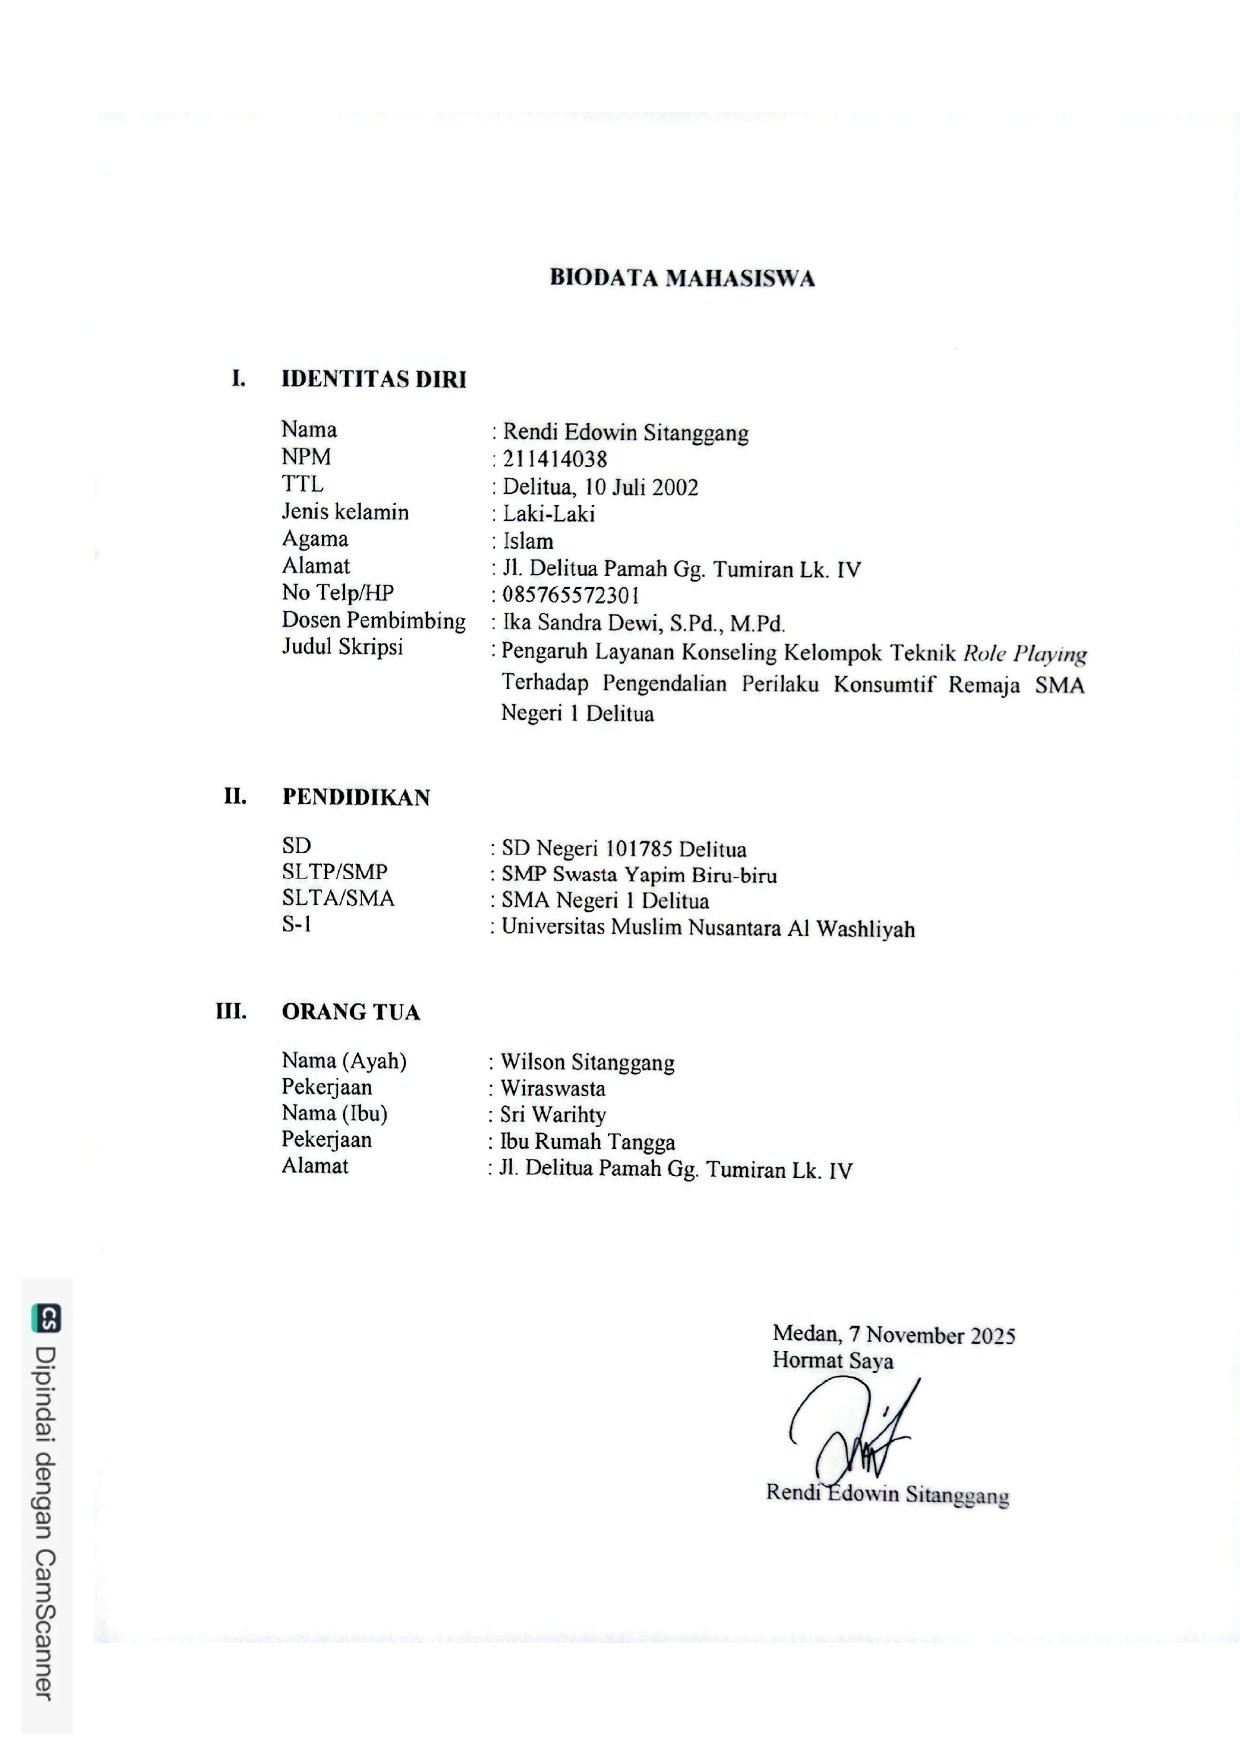 BIODATA MAHASISWA
I. IDENTITAS DIRI
Nama : Rendi Edowin Sitanggang
NPM : 211414038
TTL : Delitua, 10 Juli 2002
Jenis kelamin : Laki-Laki
Agama : Islam
Alamat : Jl. Delitua Pamah Gg. Tumiran Lk. IV
No Telp/HP : 085765572301
Dosen Pembimbing : Ika Sandra Dewi, S.Pd., M.Pd.
Judul Skripsi : Pengaruh Layanan Konseling Kelompok Teknik Role Playing
Terhadap Pengendalian Perilaku Konsumtif Remaja SMA
Negeri 1 Delitua
II. PENDIDIKAN
SD : SD Negeri 101785 Delitua
SLTP/SMP : SMP Swasta Yapim Biru-biru
SLTA/SMA : SMA Negeri 1 Delitua
S-1 : Universitas Muslim Nusantara Al Washliyah
III. ORANG TUA
Nama (Ayah) : Wilson Sitanggang
Pekerjaan : Wiraswasta
Nama (Ibu) : Sri Warihty
Pekerjaan : Ibu Rumah Tangga
Alamat : Jl. Delitua Pamah Gg. Tumiran Lk. IV
Medan, 7 November 2025
Hormat Saya
Rendi Edowin Sitanggang
CS Dipindai dengan CamScanner